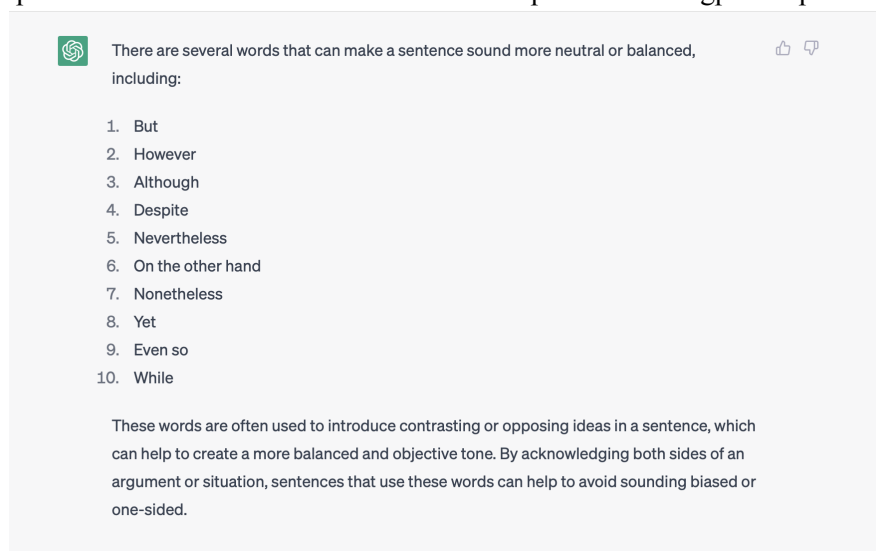 There are several words that can make a sentence sound more neutral or balanced,
including:
1. But
2. However
3. Although
4. Despite
5. Nevertheless
6. On the other hand
7. Nonetheless
8. Yet
9. Even so
10. While
These words are often used to introduce contrasting or opposing ideas in a sentence, which
can help to create a more balanced and objective tone. By acknowledging both sides of an
argument or situation, sentences that use these words can help to avoid sounding biased or
one-sided.